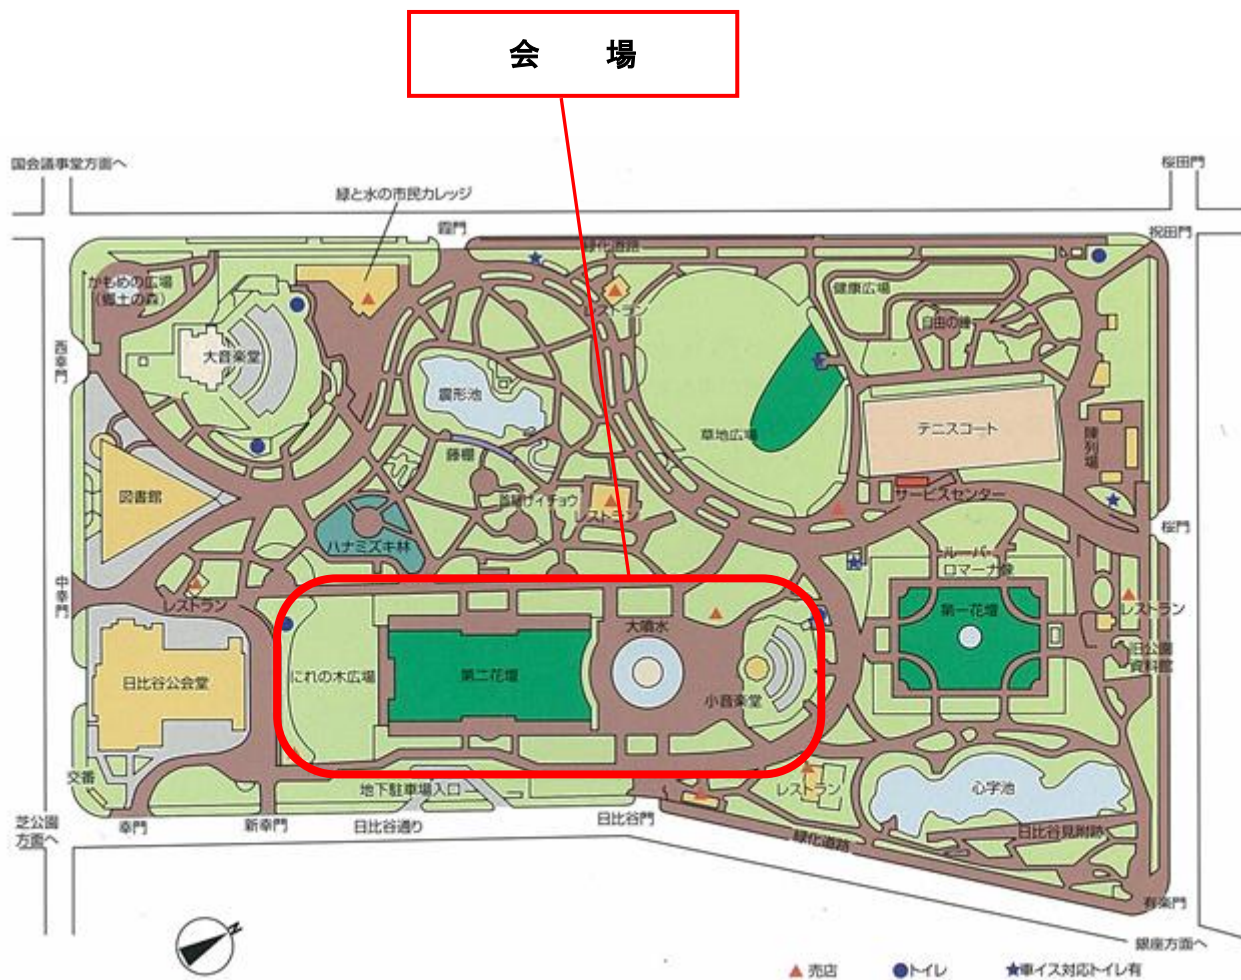 会　場
国会議事堂方面へ
桜田門
緑と水の市民カレッジ
霞門
祝田門
緑化道路
かもめの広場
(郷土の森)
レストラン
健康広場
自由の鐘
西幸門
大音楽堂
雲形池
草地広場
テニスコート
陳列場
藤棚
図書館
首賭けイチョウ
レストラン
サービスセンター
桜門
ハナミズキ林
ルーパ・
ロマーナ像
中幸門
レストラン
第一花壇
レストラン
大噴水
旧公園
資料館
日比谷公会堂
にれの木広場
第二花壇
小音楽堂
交番
地下駐車場入口
レストラン
心字池
芝公園
方面へ
幸門
新幸門
日比谷通り
日比谷門
日比谷見附跡
緑化道路
有楽門
N
銀座方面へ
売店
トイレ
車イス対応トイレ有